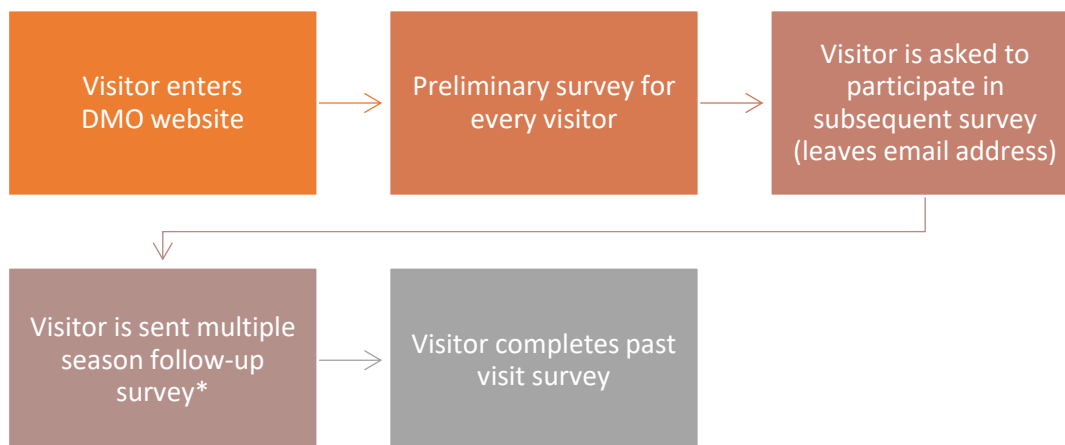 Visitor enters
DMO website
Preliminary survey for
every visitor
Visitor is asked to
participate in
subsequent survey
(leaves email address)
Visitor is sent multiple
season follow-up
survey*
Visitor completes past
visit survey